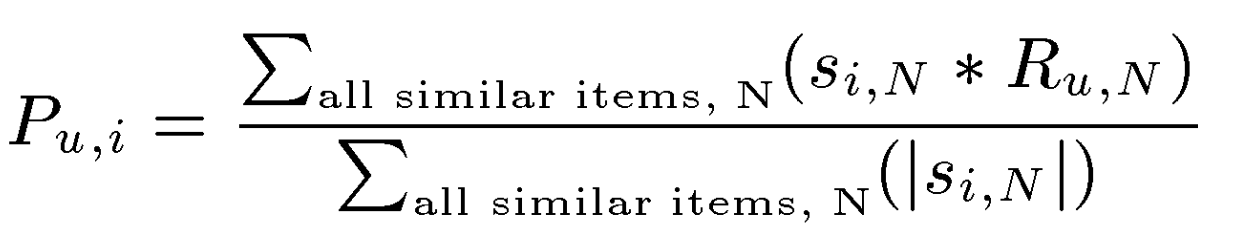 P_{u,i} = \frac{\sum_{\text{all similar items, N}}(s_{i,N} * R_{u,N})}{\sum_{\text{all similar items, N}}(|s_{i,N}|)}